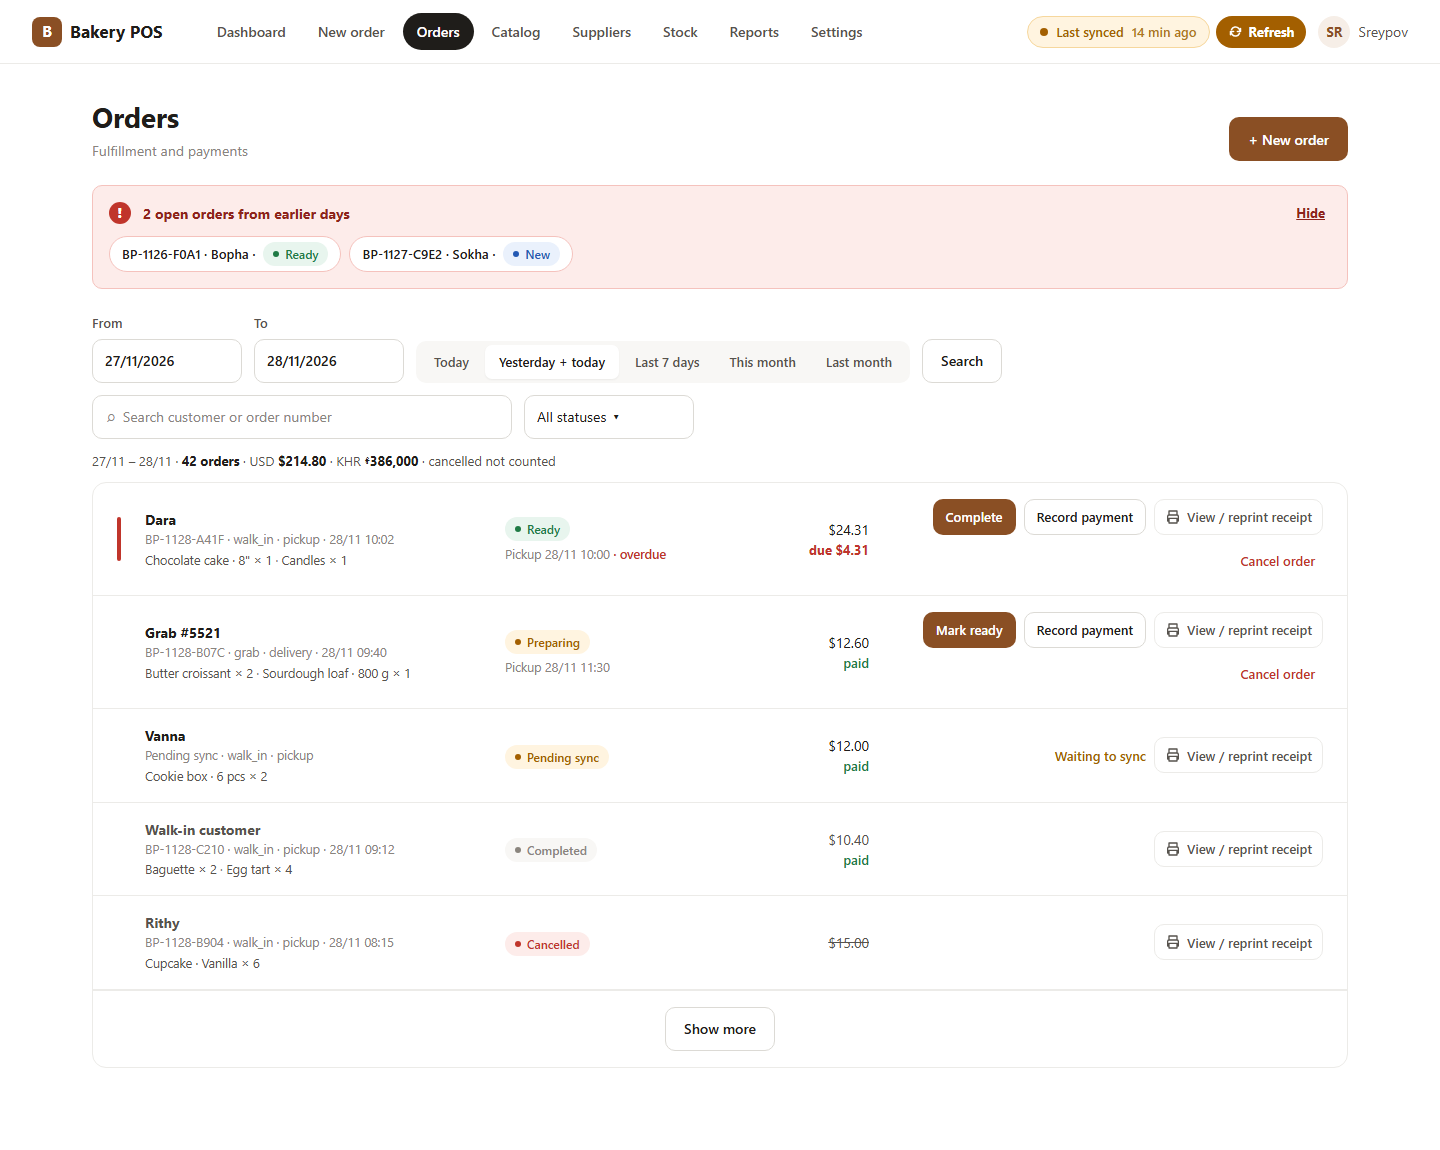 B Bakery POS Dashboard New order Orders Catalog Suppliers Stock Reports Settings Last synced 14 min ago Refresh SR Sreypov
Orders
Fulfillment and payments
+ New order
! 2 open orders from earlier days Hide
BP-1126-F0A1 · Bopha · Ready BP-1127-C9E2 · Sokha · New
From To
27/11/2026 28/11/2026 Today Yesterday + today Last 7 days This month Last month Search
Search customer or order number All statuses
27/11 – 28/11 · 42 orders · USD $214.80 · KHR ៛386,000 · cancelled not counted
Dara
BP-1128-A41F · walk_in · pickup · 28/11 10:02
Chocolate cake · 8" × 1 · Candles × 1
Ready
Pickup 28/11 10:00 · overdue
$24.31
due $4.31
Complete Record payment View / reprint receipt
Cancel order
Grab #5521
BP-1128-B07C · grab · delivery · 28/11 09:40
Butter croissant × 2 · Sourdough loaf · 800 g × 1
Preparing
Pickup 28/11 11:30
$12.60
paid
Mark ready Record payment View / reprint receipt
Cancel order
Vanna
Pending sync · walk_in · pickup
Cookie box · 6 pcs × 2
Pending sync
$12.00
paid
Waiting to sync View / reprint receipt
Walk-in customer
BP-1128-C210 · walk_in · pickup · 28/11 09:12
Baguette × 2 · Egg tart × 4
Completed
$10.40
paid
View / reprint receipt
Rithy
BP-1128-B904 · walk_in · pickup · 28/11 08:15
Cupcake · Vanilla × 6
Cancelled
$15.00
View / reprint receipt
Show more